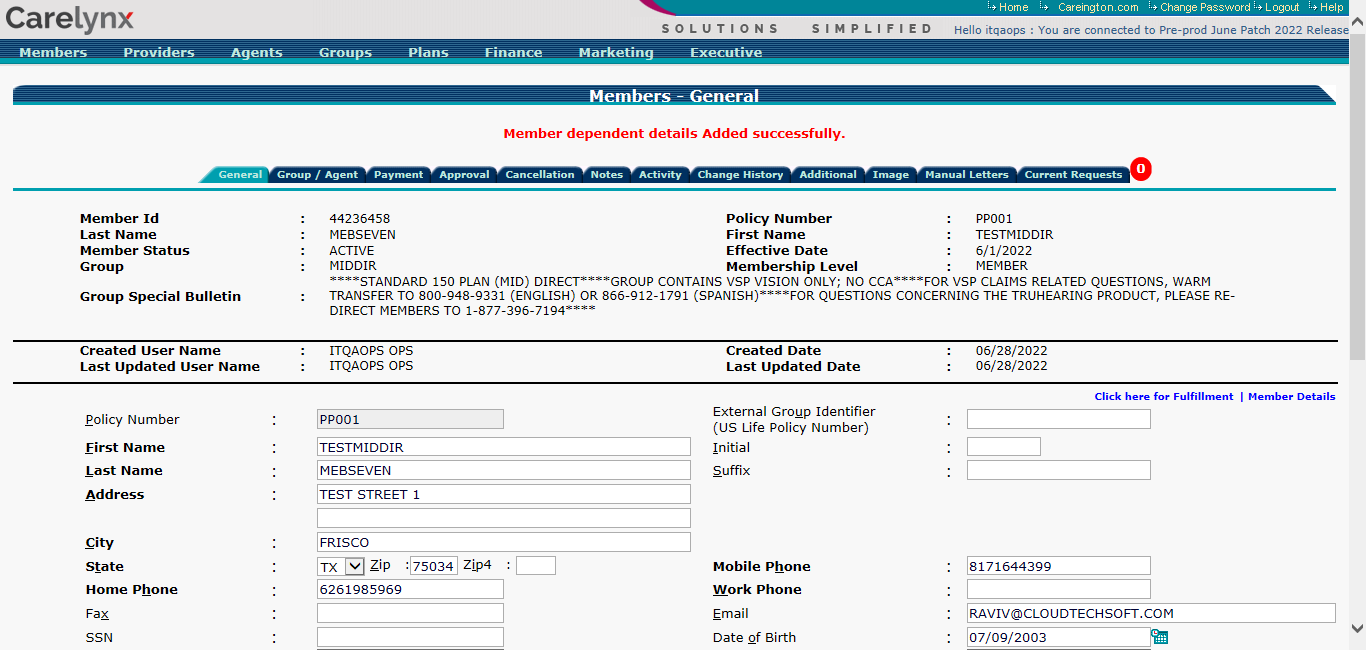 Carelynx
Home Careington.com Change Password Logout Help
SOLUTIONS SIMPLIFIED
Hello itqaops : You are connected to Pre-prod June Patch 2022 Release
Members Providers Agents Groups Plans Finance Marketing Executive
Members - General
Member dependent details Added successfully.
General Group / Agent Payment Approval Cancellation Notes Activity Change History Additional Image Manual Letters Current Requests 0
Member Id : 44236458 Policy Number : PP001
Last Name : MEBSEVEN First Name : TESTMIDDIR
Member Status : ACTIVE Effective Date : 6/1/2022
Group : MIDDIR Membership Level : MEMBER
****STANDARD 150 PLAN (MID) DIRECT****GROUP CONTAINS VSP VISION ONLY; NO CCA****FOR VSP CLAIMS RELATED QUESTIONS, WARM
Group Special Bulletin : TRANSFER TO 800-948-9331 (ENGLISH) OR 866-912-1791 (SPANISH)****FOR QUESTIONS CONCERNING THE TRUHEARING PRODUCT, PLEASE RE-
DIRECT MEMBERS TO 1-877-396-7194****
Created User Name : ITQAOPS OPS Created Date : 06/28/2022
Last Updated User Name : ITQAOPS OPS Last Updated Date : 06/28/2022
Click here for Fulfillment | Member Details
Policy Number : PP001 External Group Identifier
(US Life Policy Number) :
First Name : TESTMIDDIR Initial :
Last Name : MEBSEVEN Suffix :
Address : TEST STREET 1
City : FRISCO
State : TX Zip : 75034 Zip4 : Mobile Phone : 8171644399
Home Phone : 6261985969 Work Phone :
Fax : Email : RAVIV@CLOUDTECHSOFT.COM
SSN : Date of Birth : 07/09/2003